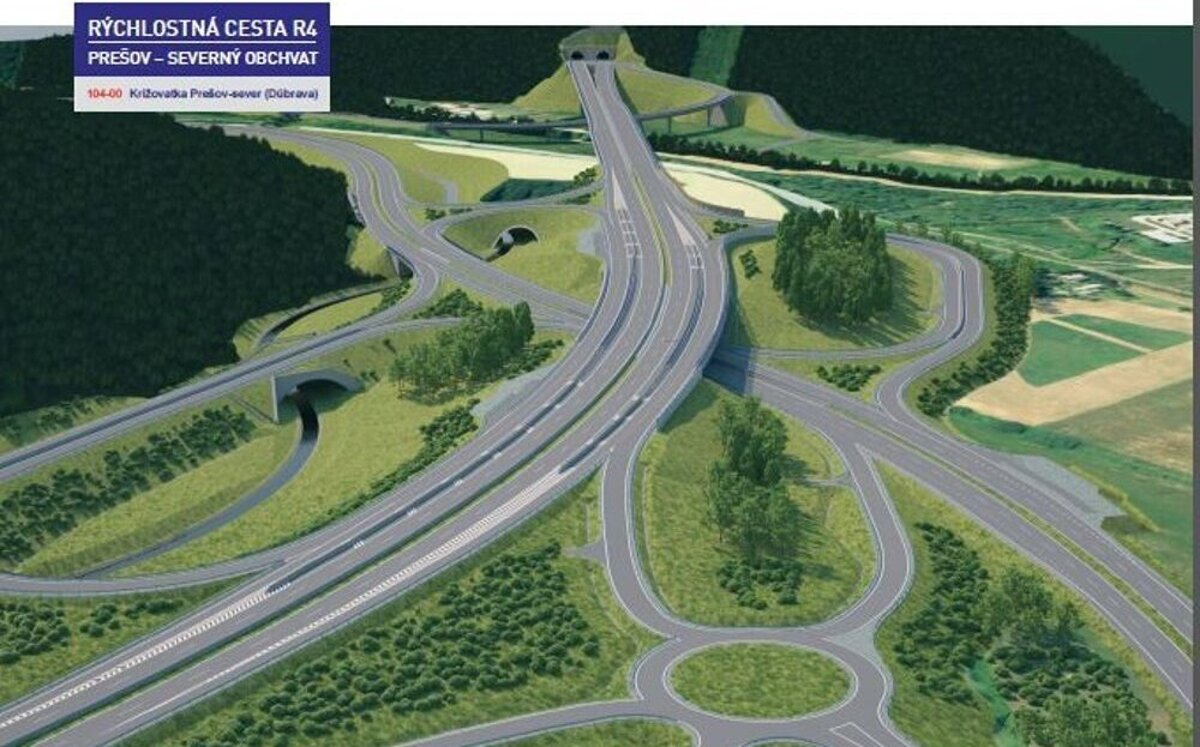 RÝCHLOSTNÁ CESTA R4
PREŠOV – SEVERNÝ OBCHVAT
104-00 Križovatka Prešov-sever (Dúbrava)